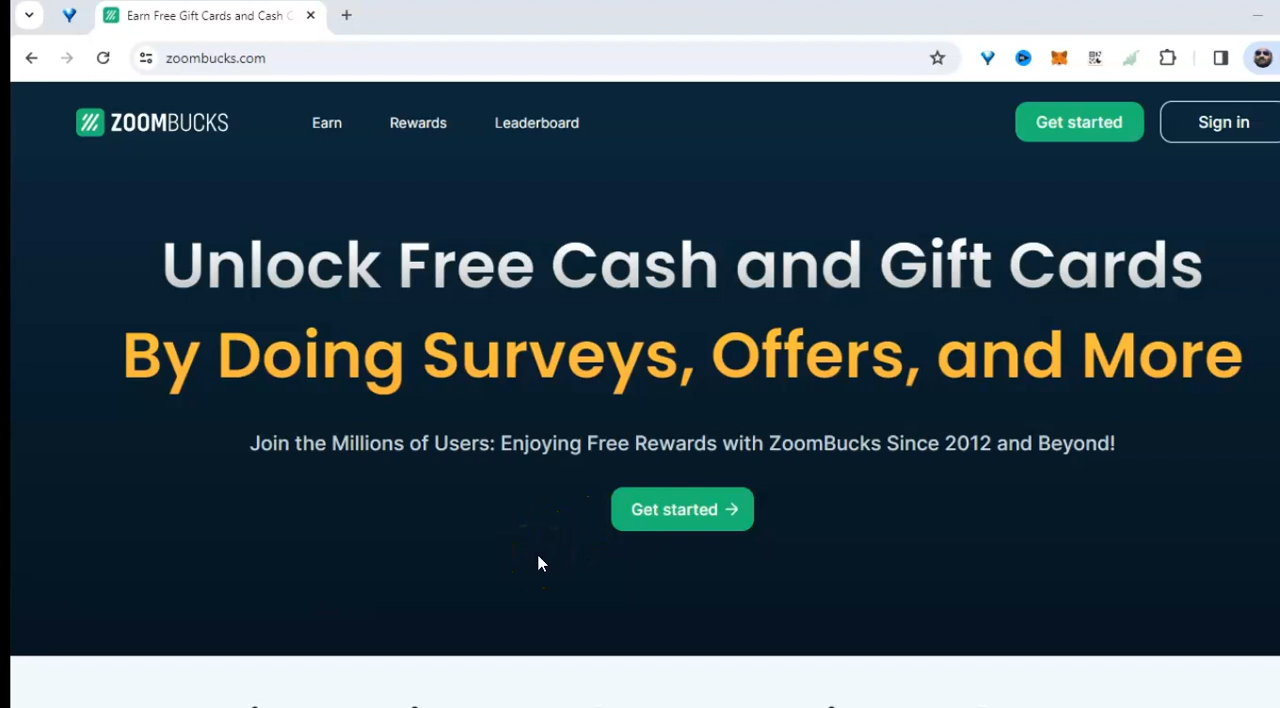 Earn Free Gift Cards and Cash
zoombucks.com
ZOOMBUCKS
Earn
Rewards
Leaderboard
Get started
Sign in
Unlock Free Cash and Gift Cards
By Doing Surveys, Offers, and More
Join the Millions of Users: Enjoying Free Rewards with ZoomBucks Since 2012 and Beyond!
Get started →